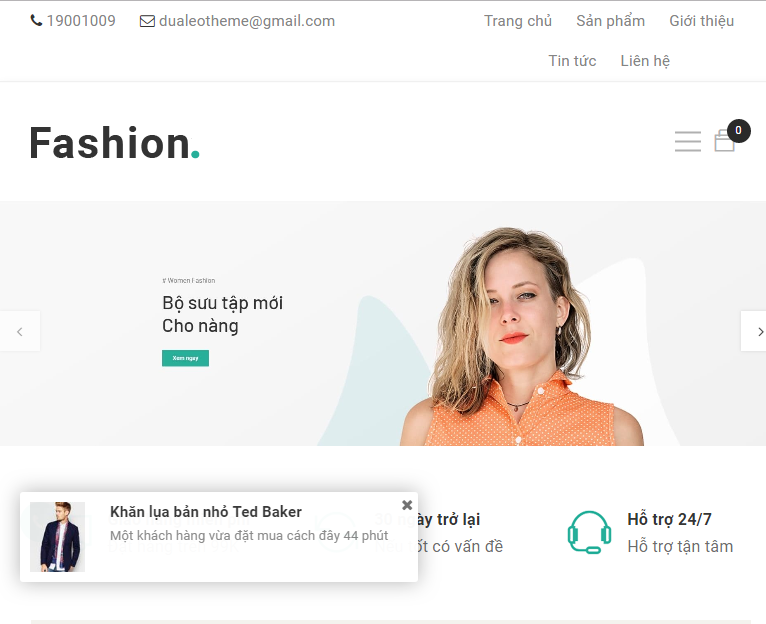 19001009 dualeotheme@gmail.com Trang chủ Sản phẩm Giới thiệu
Tin tức Liên hệ
Fashion.
0
# Women Fashion
Bộ sưu tập mới
Cho nàng
Xem ngay
Khăn lụa bản nhỏ Ted Baker
Một khách hàng vừa đặt mua cách đây 44 phút
ngày trở lại
có vấn đề
Hỗ trợ 24/7
Hỗ trợ tận tâm